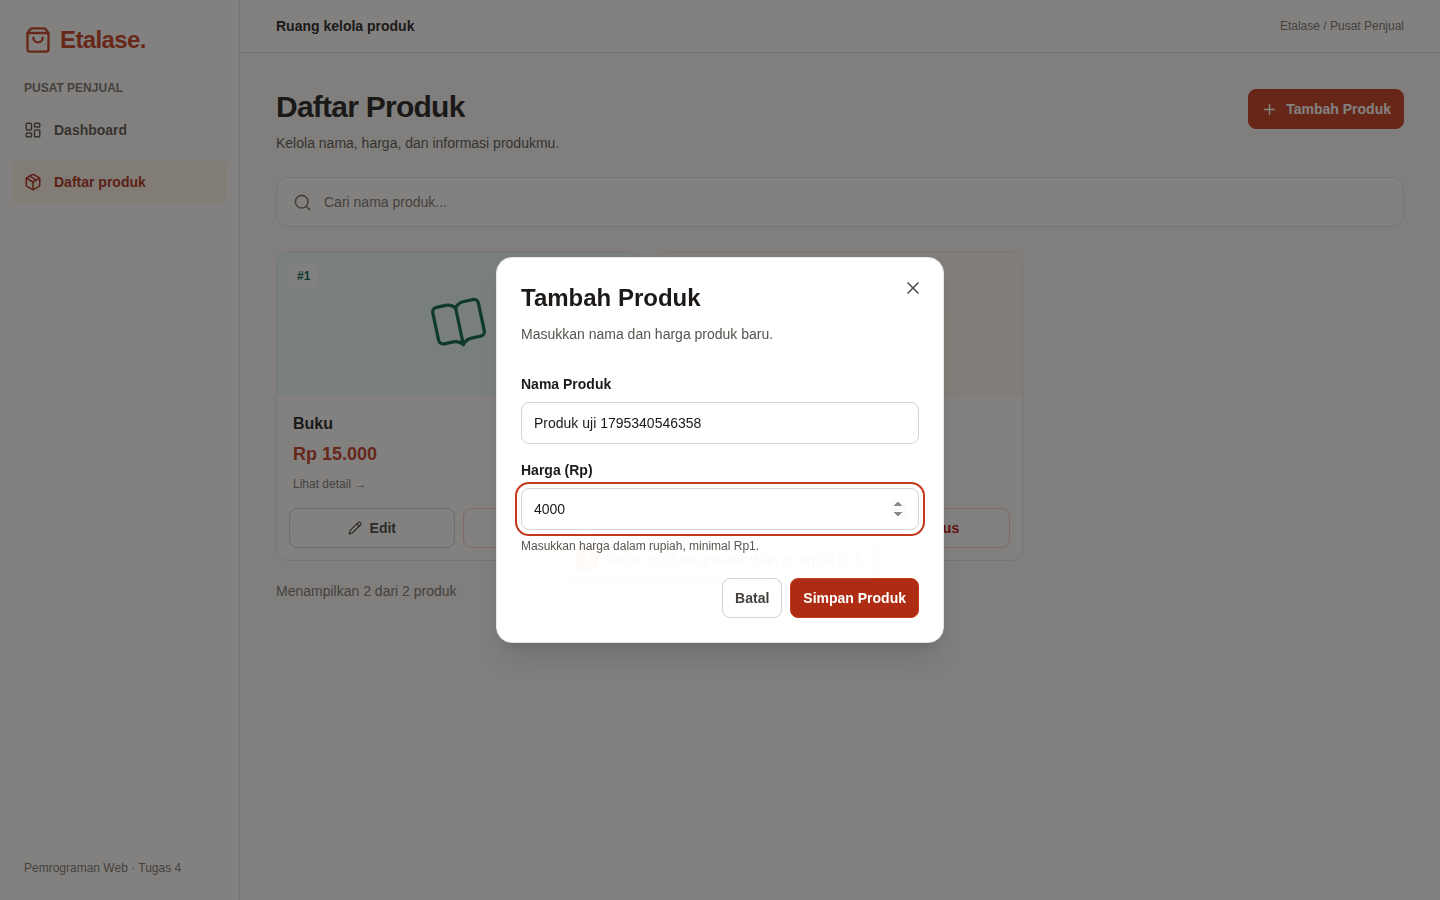 Etalase.
PUSAT PENJUAL
Dashboard
Daftar produk
Pemrograman Web · Tugas 4
Ruang kelola produk
Etalase / Pusat Penjual
Daftar Produk
Kelola nama, harga, dan informasi produkmu.
Tambah Produk
Cari nama produk...
#1
Buku
Rp 15.000
Lihat detail →
Edit
us
Menampilkan 2 dari 2 produk
Tambah Produk
Masukkan nama dan harga produk baru.
Nama Produk
Produk uji 1795340546358
Harga (Rp)
4000
Masukkan harga dalam rupiah, minimal Rp1.
Batal
Simpan Produk